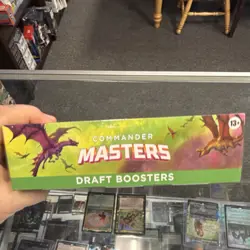 COMMANDER
MASTERS
DRAFT BOOSTERS
13+